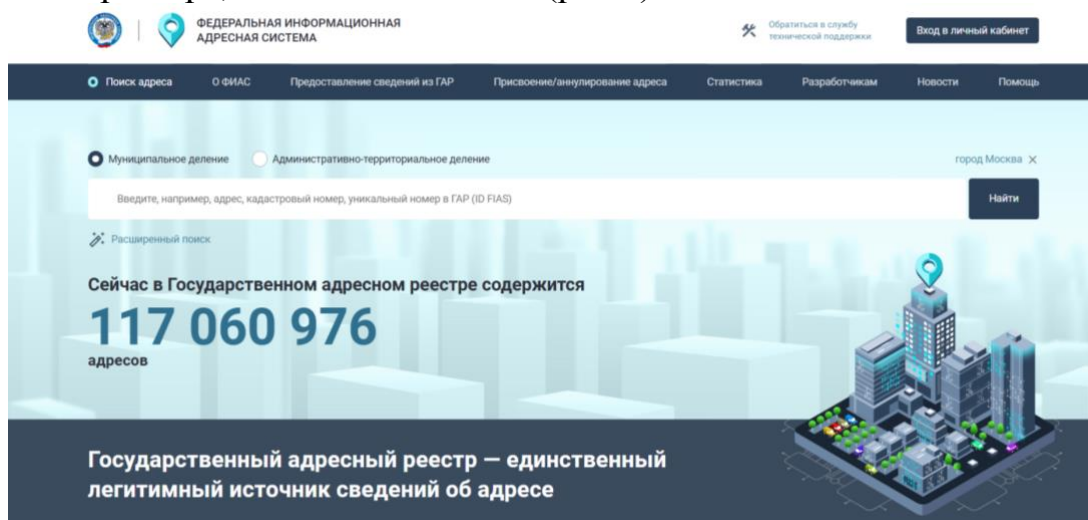 ФЕДЕРАЛЬНАЯ ИНФОРМАЦИОННАЯ
АДРЕСНАЯ СИСТЕМА
Обратиться в службу
технической поддержки
Вход в личный кабинет
Поиск адреса О ФИАС Предоставление сведений из ГАР Присвоение/аннулирование адреса Статистика Разработчикам Новости Помощь
Муниципальное деление Административно-территориальное деление город Москва ×
Введите, например, адрес, кадастровый номер, уникальный номер в ГАР (ID FIAS) Найти
Расширенный поиск
Сейчас в Государственном адресном реестре содержится
117 060 976
адресов
Государственный адресный реестр — единственный
легитимный источник сведений об адресе